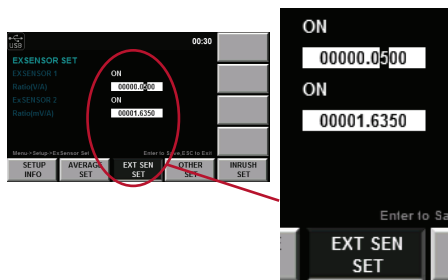 USB 00:30
EXSENSOR SET
EXSENSOR 1 ON
Ratio(V/A) 00000.0500
ExSENSOR 2 ON
Ratio(mV/A) 00001.6350
Menu->Setup->ExSensor Set Enter to Save,ESC to Exit
SETUP INFO
AVERAGE SET
EXT SEN SET
OTHER SET
INRUSH SET
ON
00000.0500
ON
00001.6350
Enter to Sa
EXT SEN
SET